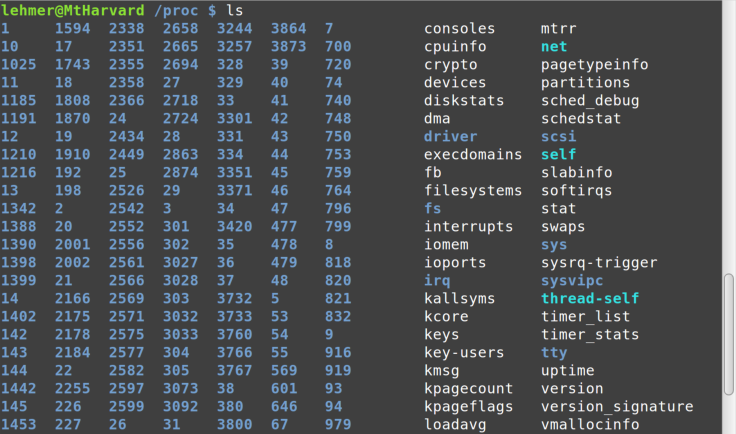 lehmer@MtHarvard /proc $ ls
1 1594 2338 2658 3244 3864 7 consoles mtrr
10 17 2351 2665 3257 3873 700 cpuinfo net
1025 1743 2355 2694 328 39 720 crypto pagetypeinfo
11 18 2358 27 329 40 74 devices partitions
1185 1808 2366 2718 33 41 740 diskstats sched_debug
1191 1870 24 2724 3301 42 748 dma schedstat
12 19 2434 28 331 43 750 driver scsi
1210 1910 2449 2863 334 44 753 execdomains self
1216 192 25 2874 3351 45 759 fb slabinfo
13 198 2526 29 3371 46 764 filesystems softirqs
1342 2 2542 3 34 47 796 fs stat
1388 20 2552 301 3420 477 799 interrupts swaps
1390 2001 2556 302 35 478 8 iomem sys
1398 2002 2561 3027 36 479 818 ioports sysrq-trigger
1399 21 2566 3028 37 48 820 irq sysvipc
14 2166 2569 303 3732 5 821 kallsyms thread-self
1402 2175 2571 3032 3733 53 832 kcore timer_list
142 2178 2575 3033 3760 54 9 keys timer_stats
143 2184 2577 304 3766 55 916 key-users tty
144 22 2582 305 3767 569 919 kmsg uptime
1442 2255 2597 3073 38 601 93 kpagecount version
145 226 2599 3092 380 646 94 kpageflags version_signature
1453 227 26 31 3800 67 979 loadavg vmallocinfo